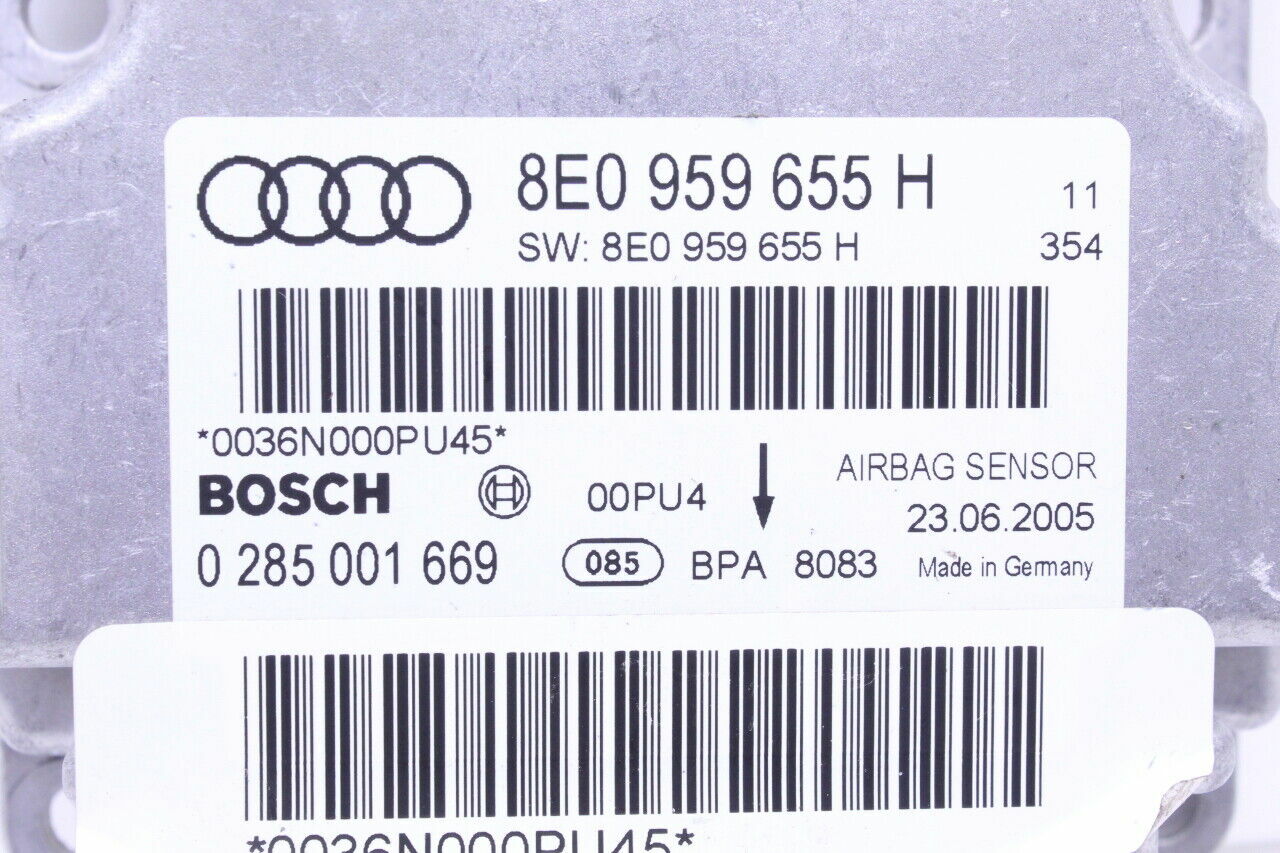 8E0 959 655 H 11
SW: 8E0 959 655 H 354
*0036N000PU45*
BOSCH 00PU4 AIRBAG SENSOR
23.06.2005
0 285 001 669 085 BPA 8083 Made in Germany
*0036N000PU45*